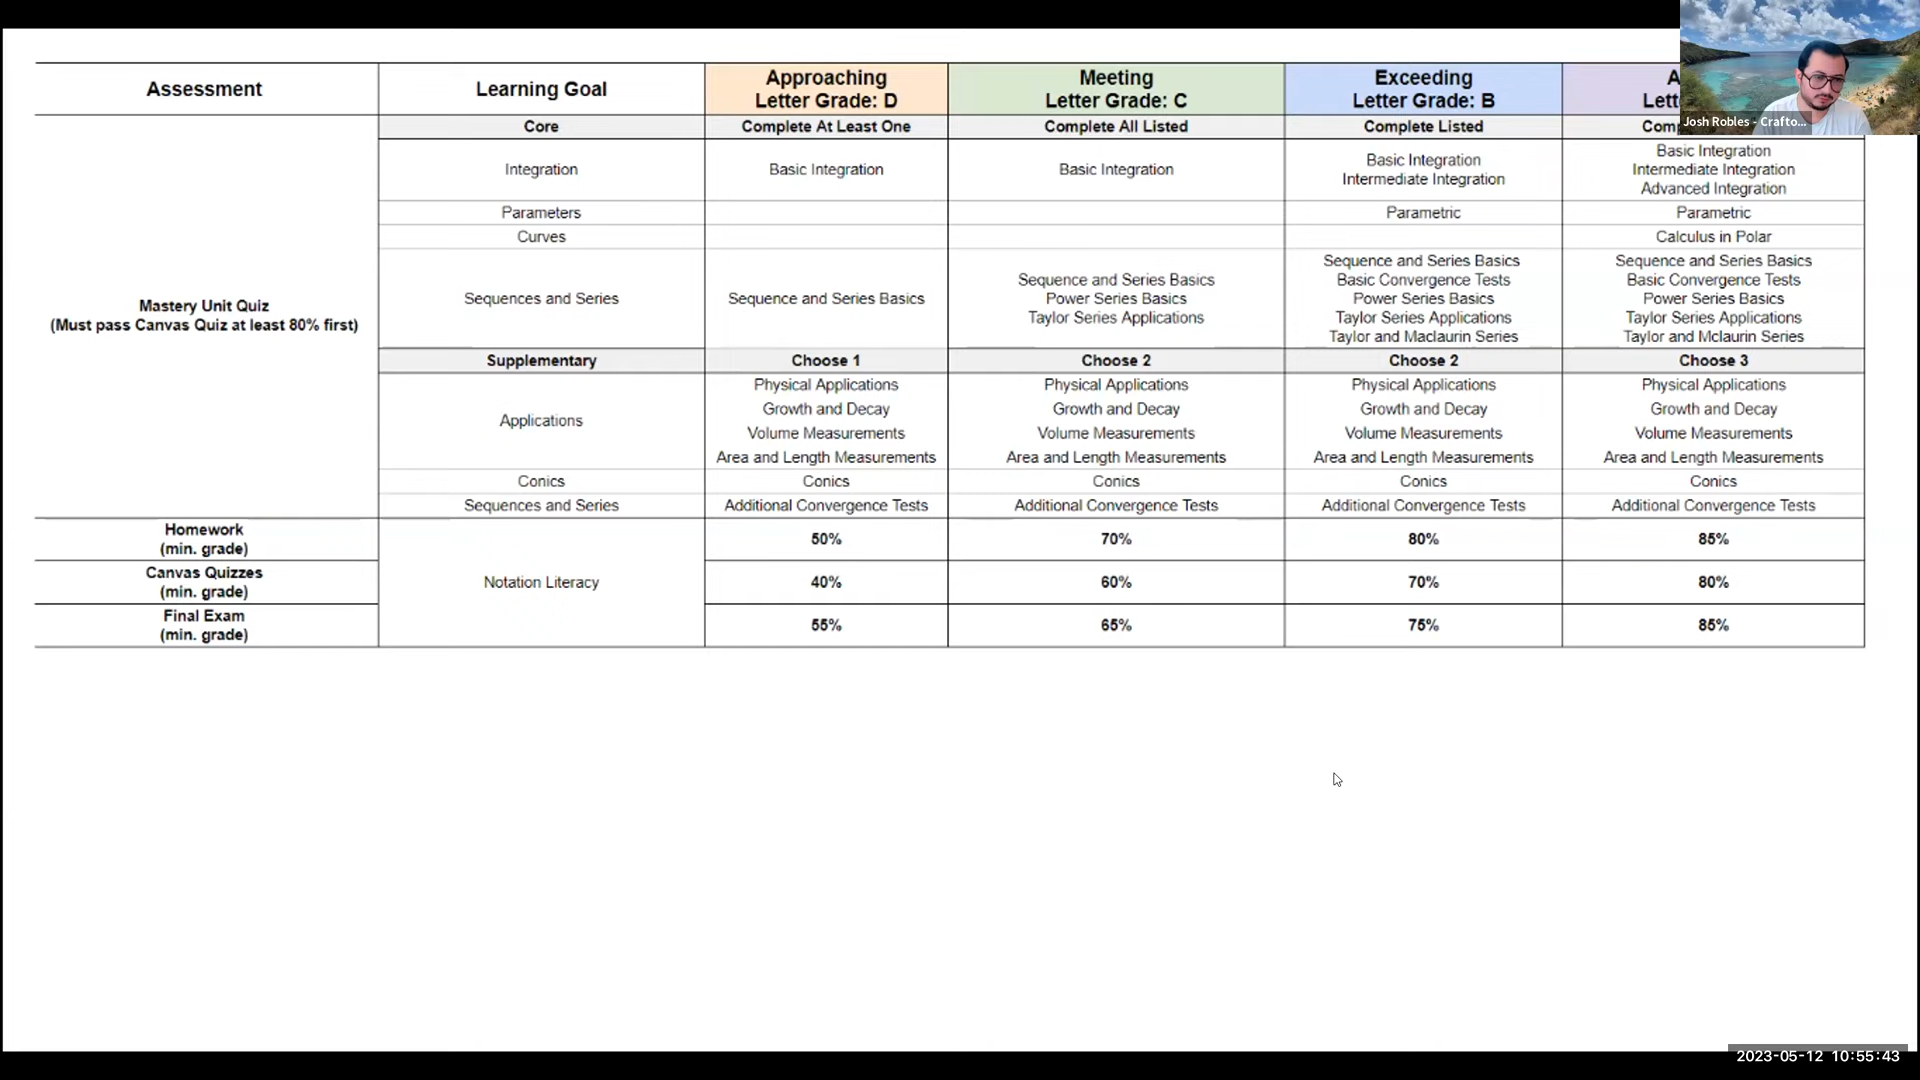 Assessment
Learning Goal
Approaching
Letter Grade: D
Meeting
Letter Grade: C
Exceeding
Letter Grade: B
Josh Robles - Crafto...
Core
Complete At Least One
Complete All Listed
Complete Listed
Mastery Unit Quiz
(Must pass Canvas Quiz at least 80% first)
Integration
Basic Integration
Basic Integration
Basic Integration
Intermediate Integration
Basic Integration
Intermediate Integration
Advanced Integration
Parameters
Parametric
Parametric
Curves
Calculus in Polar
Sequences and Series
Sequence and Series Basics
Sequence and Series Basics
Power Series Basics
Taylor Series Applications
Sequence and Series Basics
Basic Convergence Tests
Power Series Basics
Taylor Series Applications
Taylor and Maclaurin Series
Sequence and Series Basics
Basic Convergence Tests
Power Series Basics
Taylor Series Applications
Taylor and Mclaurin Series
Supplementary
Choose 1
Choose 2
Choose 2
Choose 3
Applications
Physical Applications
Growth and Decay
Volume Measurements
Area and Length Measurements
Physical Applications
Growth and Decay
Volume Measurements
Area and Length Measurements
Physical Applications
Growth and Decay
Volume Measurements
Area and Length Measurements
Physical Applications
Growth and Decay
Volume Measurements
Area and Length Measurements
Conics
Conics
Conics
Conics
Conics
Sequences and Series
Additional Convergence Tests
Additional Convergence Tests
Additional Convergence Tests
Additional Convergence Tests
Homework
(min. grade)
Notation Literacy
50%
70%
80%
85%
Canvas Quizzes
(min. grade)
40%
60%
70%
80%
Final Exam
(min. grade)
55%
65%
75%
85%
2023-05-12 10:55:43